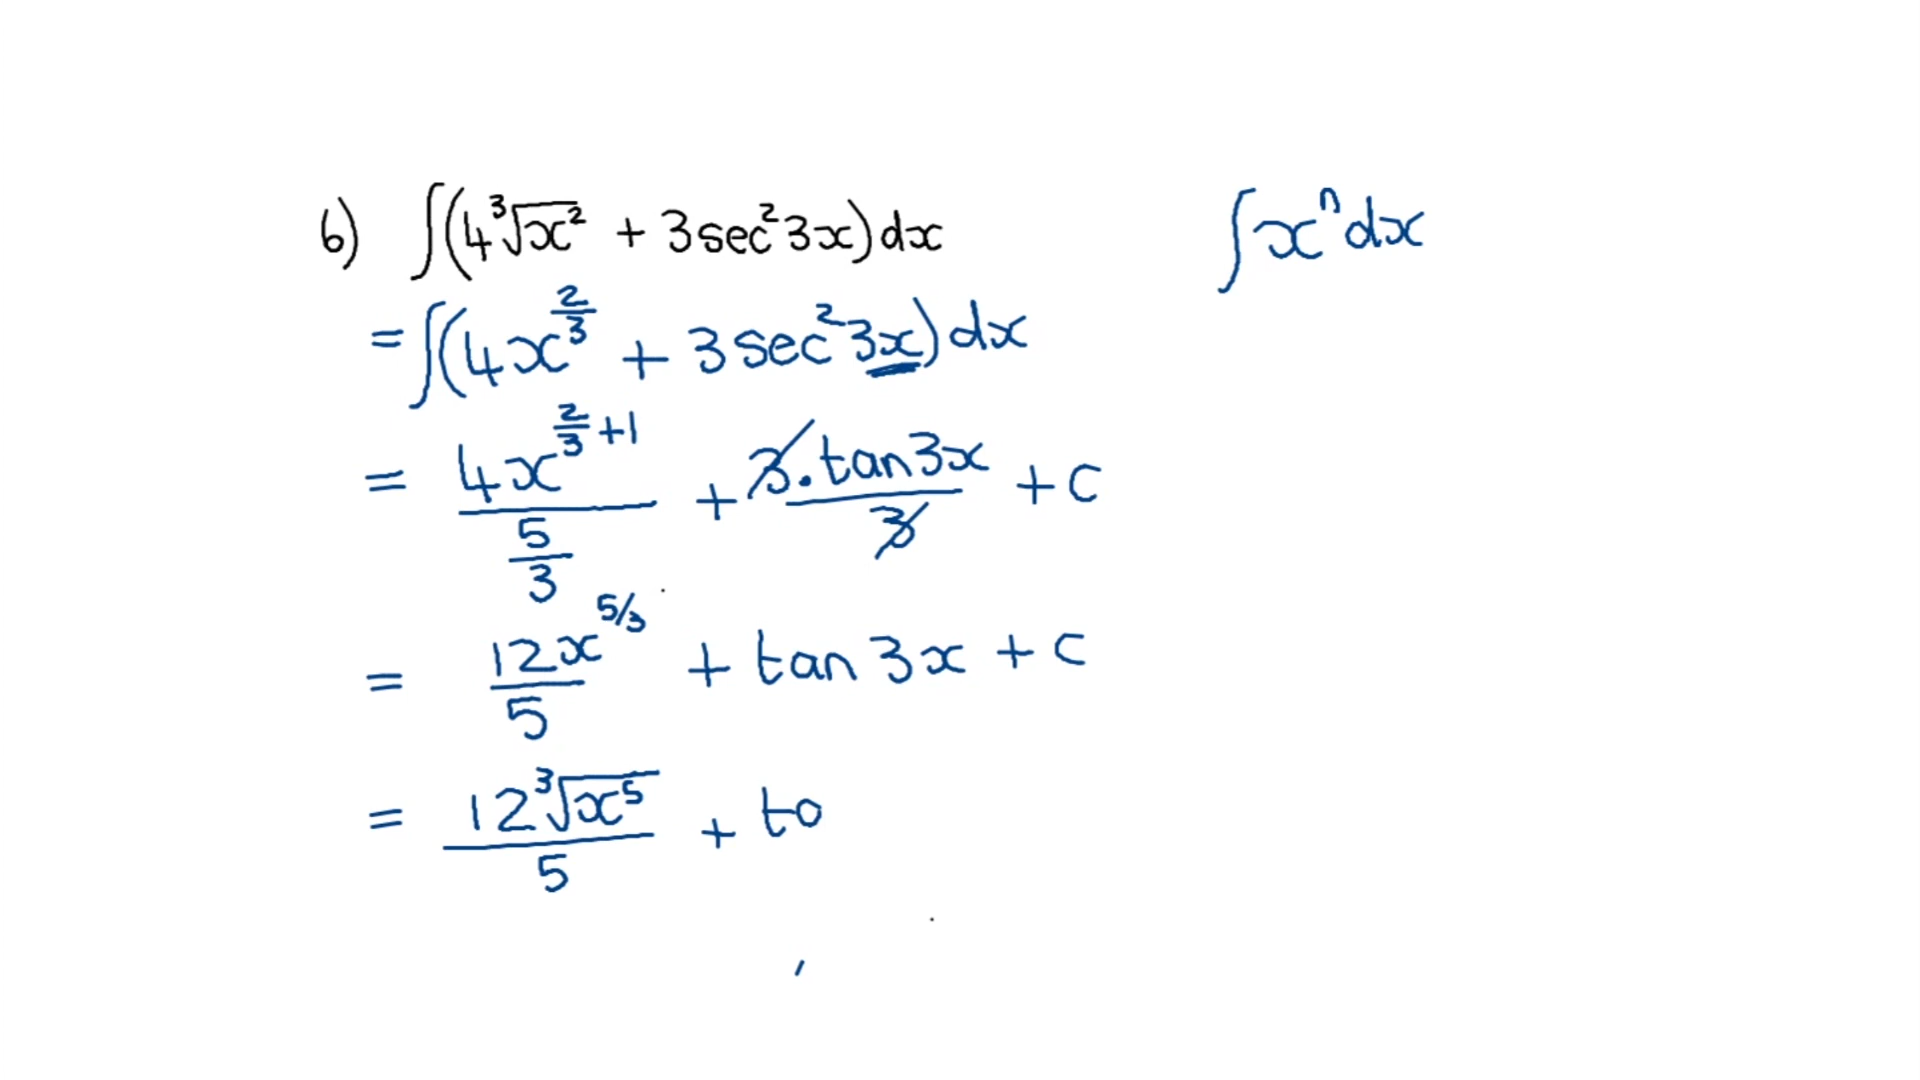 6) ∫(4∛x² + 3sec²3x)dx
∫xⁿdx
= ∫(4x^(2/3) + 3sec²3x)dx
= 4x^(2/3 + 1)/(5/3) + 3.tan3x/3 + c
= 12x^(5/3)/5 + tan 3x + c
= 12∛x⁵/5 + to